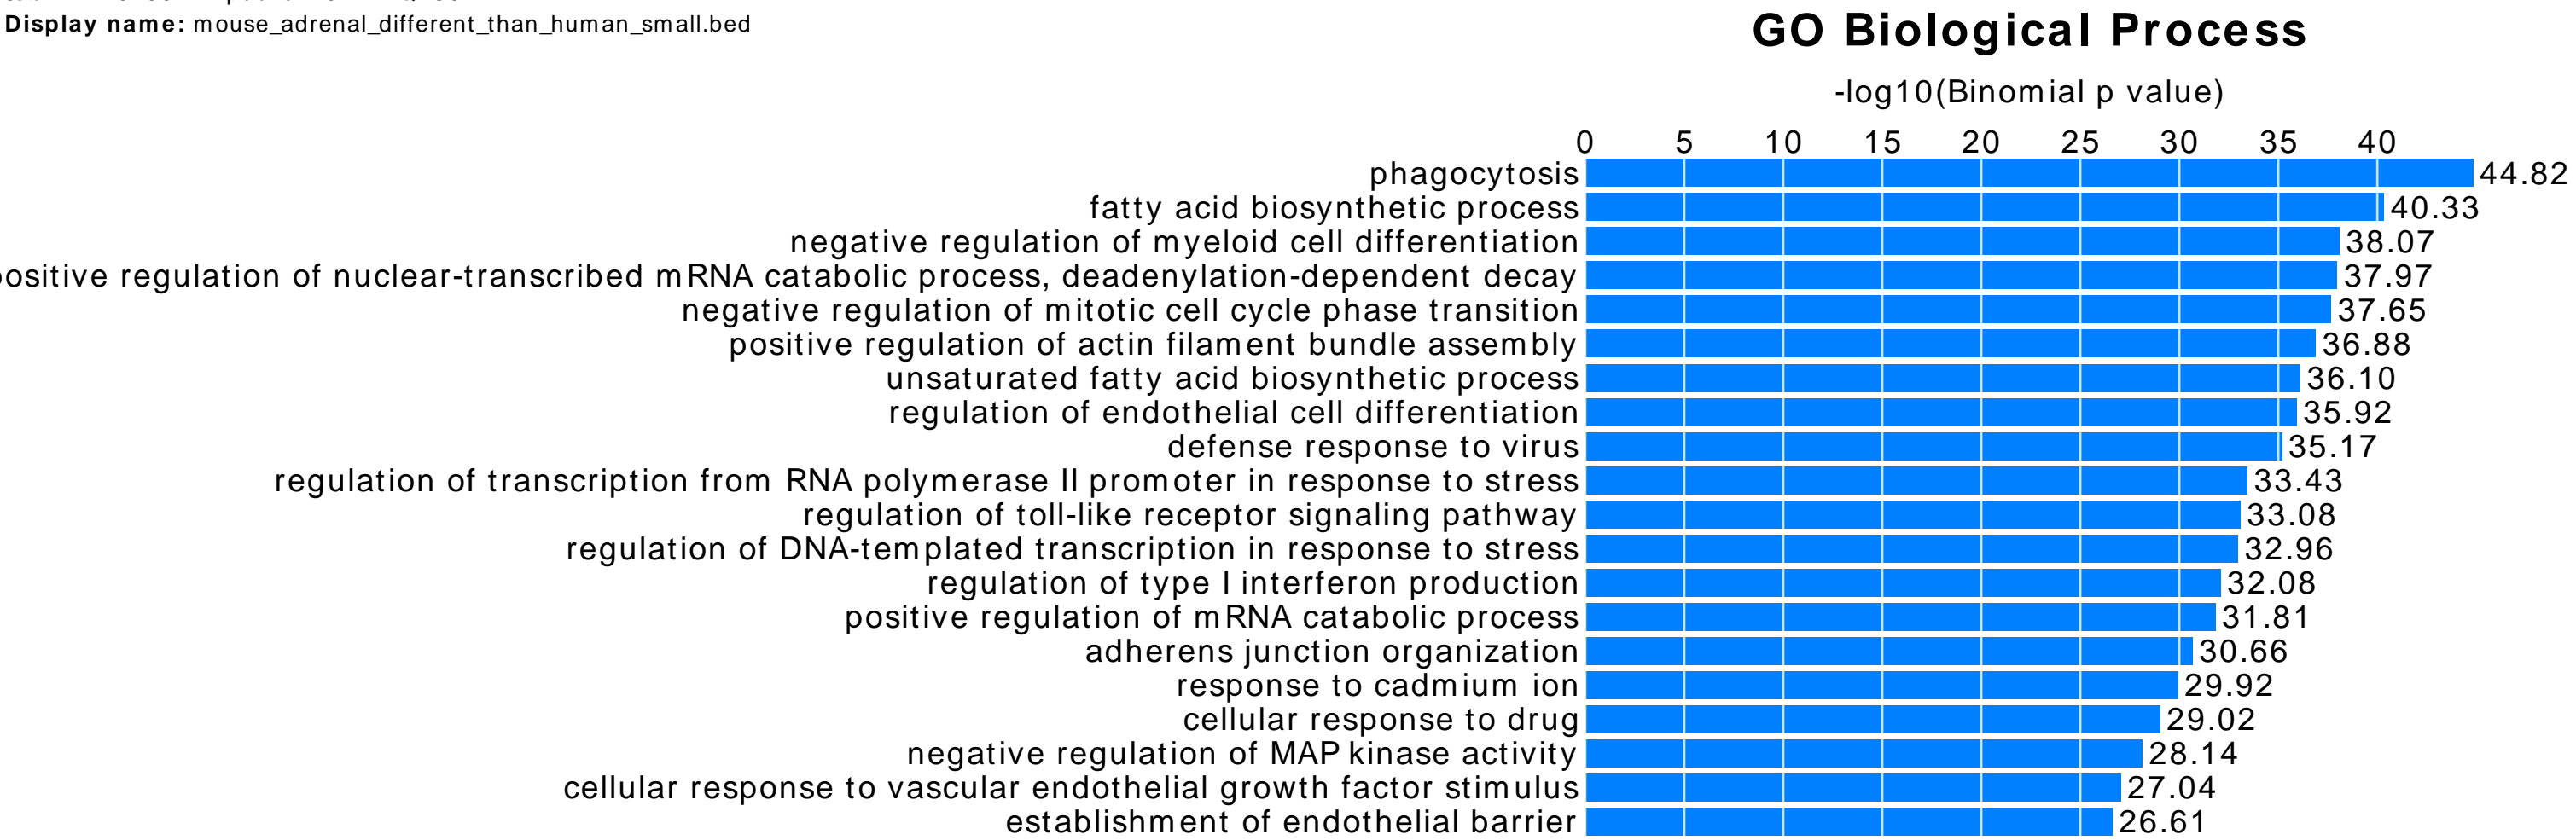 Display name: mouse_adrenal_different_than_human_small.bed
GO Biological Process
-log10(Binomial p value)
0 5 10 15 20 25 30 35 40
phagocytosis 44.82
fatty acid biosynthetic process 40.33
negative regulation of myeloid cell differentiation 38.07
ositive regulation of nuclear-transcribed mRNA catabolic process, deadenylation-dependent decay 37.97
negative regulation of mitotic cell cycle phase transition 37.65
positive regulation of actin filament bundle assembly 36.88
unsaturated fatty acid biosynthetic process 36.10
regulation of endothelial cell differentiation 35.92
defense response to virus 35.17
regulation of transcription from RNA polymerase II promoter in response to stress 33.43
regulation of toll-like receptor signaling pathway 33.08
regulation of DNA-templated transcription in response to stress 32.96
regulation of type I interferon production 32.08
positive regulation of mRNA catabolic process 31.81
adherens junction organization 30.66
response to cadmium ion 29.92
cellular response to drug 29.02
negative regulation of MAP kinase activity 28.14
cellular response to vascular endothelial growth factor stimulus 27.04
establishment of endothelial barrier 26.61